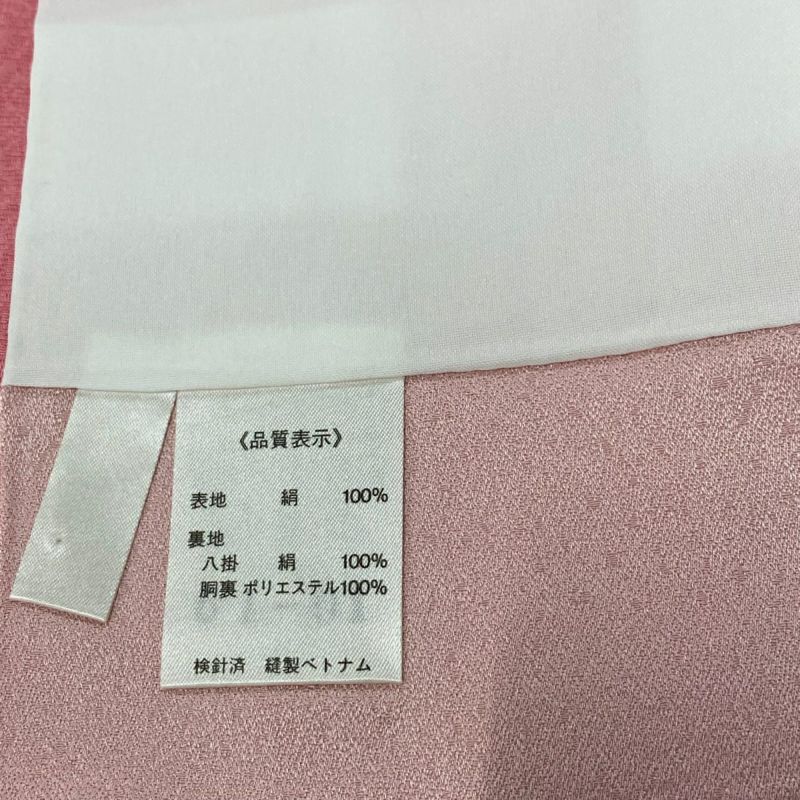 《品質表示》
表地 絹 100%
裏地
八掛 絹 100%
胴裏 ポリエステル100%
検針済 縫製ベトナム